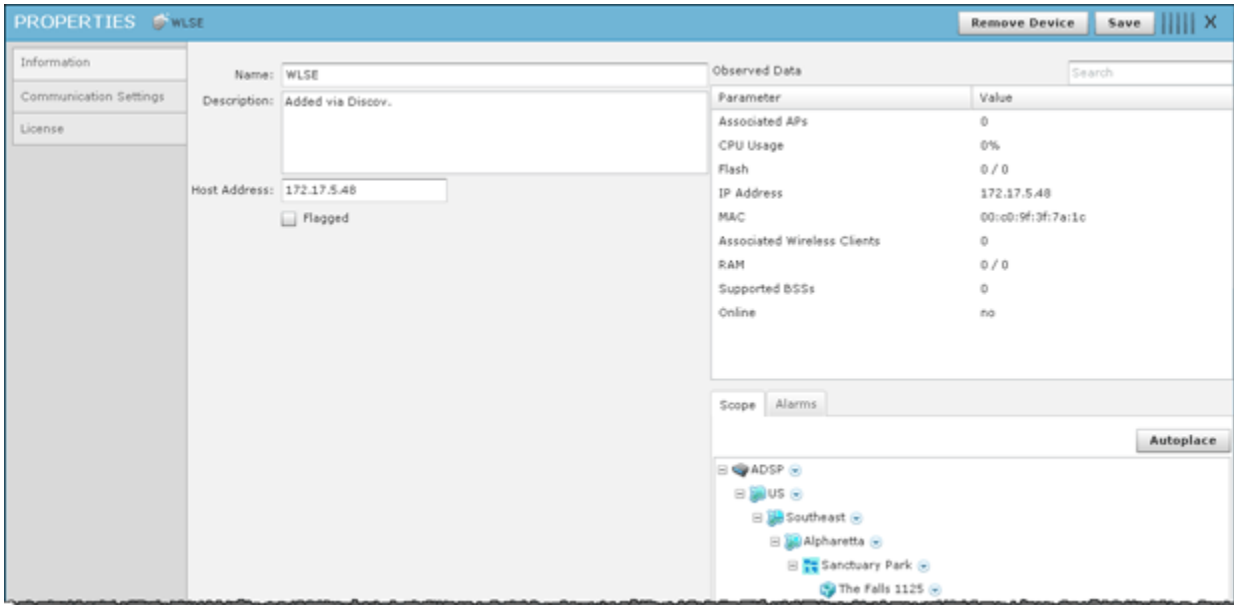 PROPERTIES WLSE
Remove Device
Save
X
Information
Communication Settings
License
Name: WLSE
Description: Added via Discov.
Host Address: 172.17.5.48
Flagged
Observed Data
Search
Parameter Value
Associated APs 0
CPU Usage 0%
Flash 0 / 0
IP Address 172.17.5.48
MAC 00:c0:9f:3f:7a:1c
Associated Wireless Clients 0
RAM 0 / 0
Supported BSSs 0
Online no
Scope Alarms
Autoplace
ADSP
US
Southeast
Alpharetta
Sanctuary Park
The Falls 1125